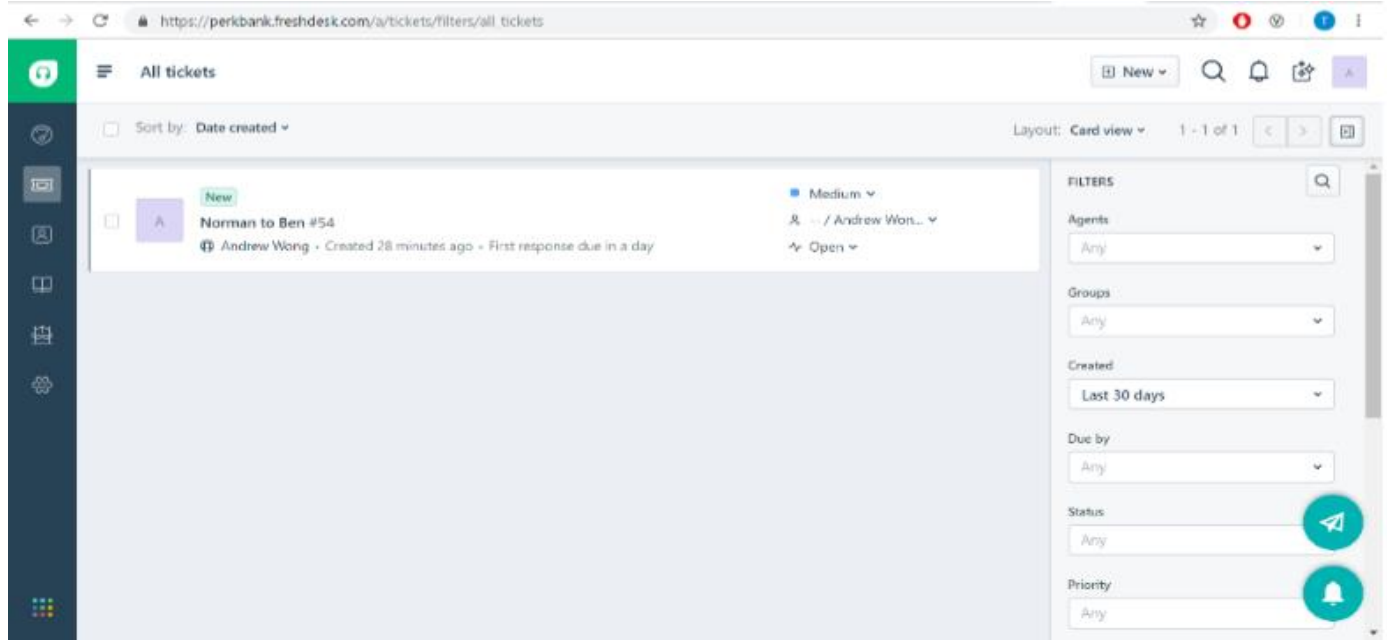 https://perkbank.freshdesk.com/a/tickets/filters/all_tickets
T
All tickets
New
A
Sort by: Date created
Layout: Card view
1 - 1 of 1
New
A
Norman to Ben #54
Andrew Wong • Created 28 minutes ago • First response due in a day
Medium
-- / Andrew Won...
Open
FILTERS
Agents
Any
Groups
Any
Created
Last 30 days
Due by
Any
Status
Any
Priority
Any